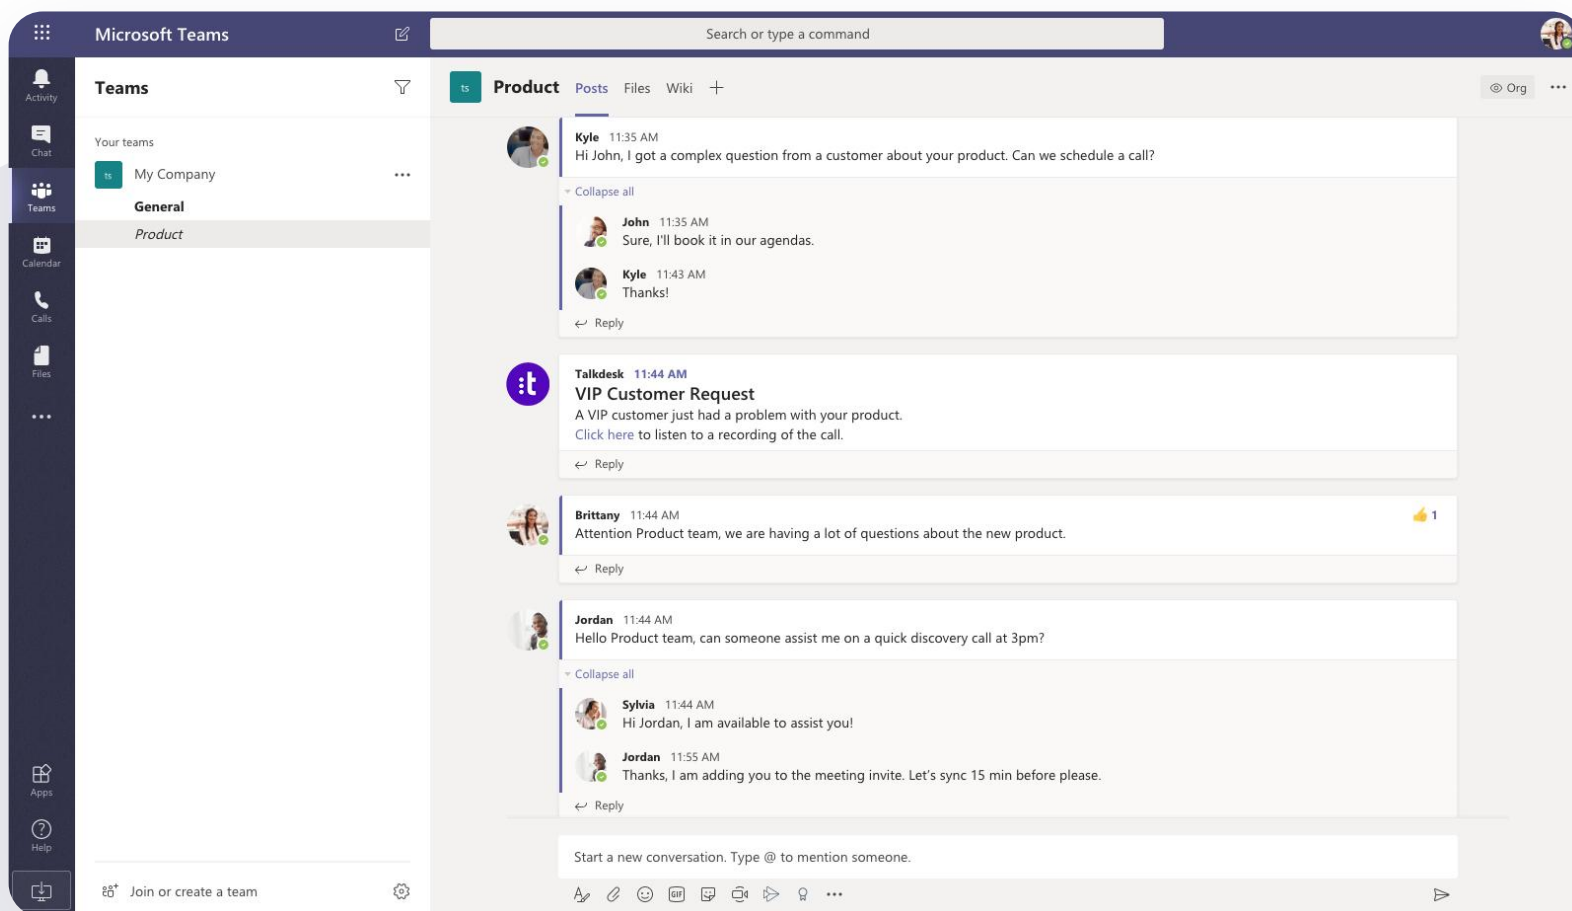 Microsoft Teams
Search or type a command
Activity
Chat
Teams
Calendar
Calls
Files
Apps
Help
Teams
Your teams
ts My Company
General
Product
Join or create a team
ts Product Posts Files Wiki
Org
Kyle 11:35 AM
Hi John, I got a complex question from a customer about your product. Can we schedule a call?
Collapse all
John 11:35 AM
Sure, I'll book it in our agendas.
Kyle 11:43 AM
Thanks!
Reply
:t
Talkdesk 11:44 AM
VIP Customer Request
A VIP customer just had a problem with your product.
Click here to listen to a recording of the call.
Reply
Brittany 11:44 AM 👍 1
Attention Product team, we are having a lot of questions about the new product.
Reply
Jordan 11:44 AM
Hello Product team, can someone assist me on a quick discovery call at 3pm?
Collapse all
Sylvia 11:44 AM
Hi Jordan, I am available to assist you!
Jordan 11:55 AM
Thanks, I am adding you to the meeting invite. Let's sync 15 min before please.
Reply
Start a new conversation. Type @ to mention someone.
GIF